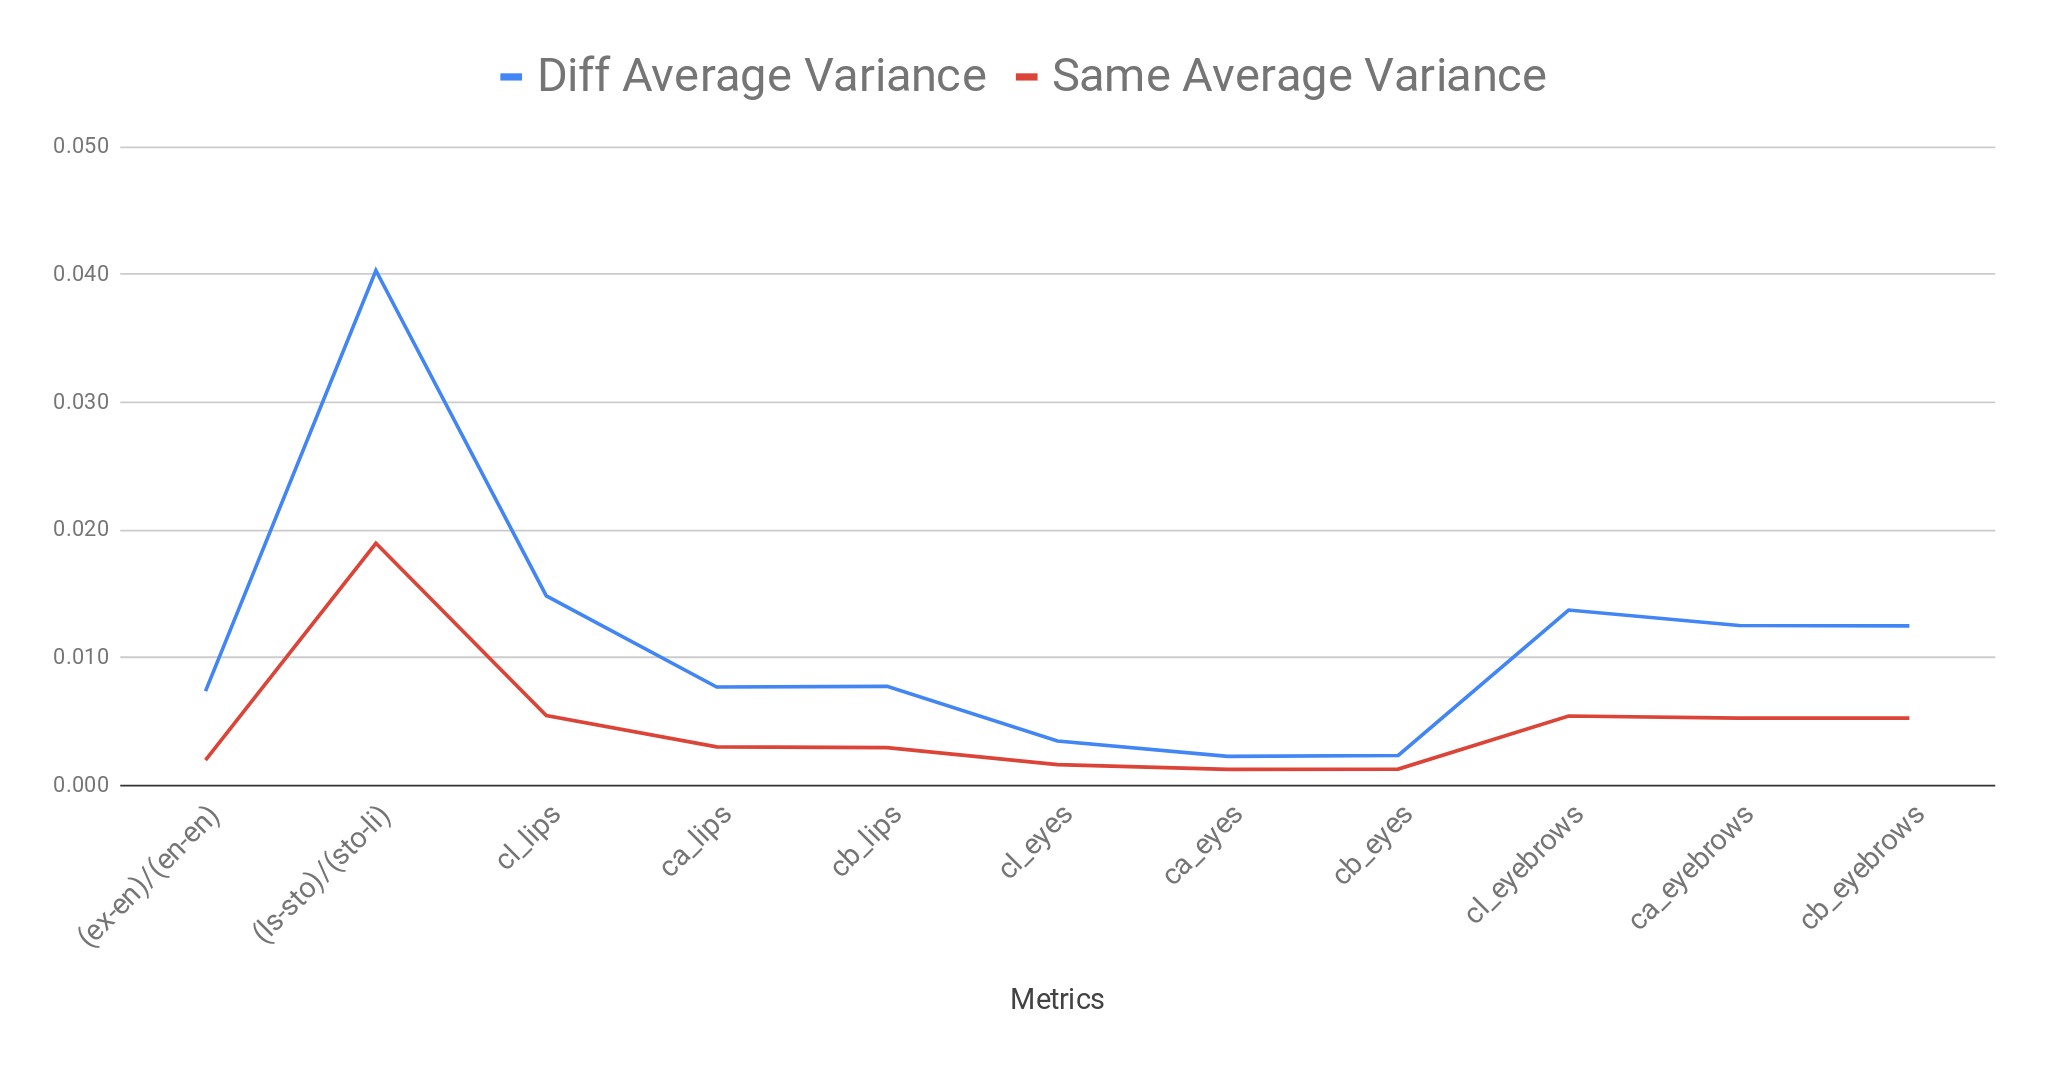 Diff Average Variance Same Average Variance
0.050
0.040
0.030
0.020
0.010
0.000
(ex-en)/(en-en)
(ls-sto)/(sto-li)
cl_lips
ca_lips
cb_lips
cl_eyes
ca_eyes
cb_eyes
cl_eyebrows
ca_eyebrows
cb_eyebrows
Metrics